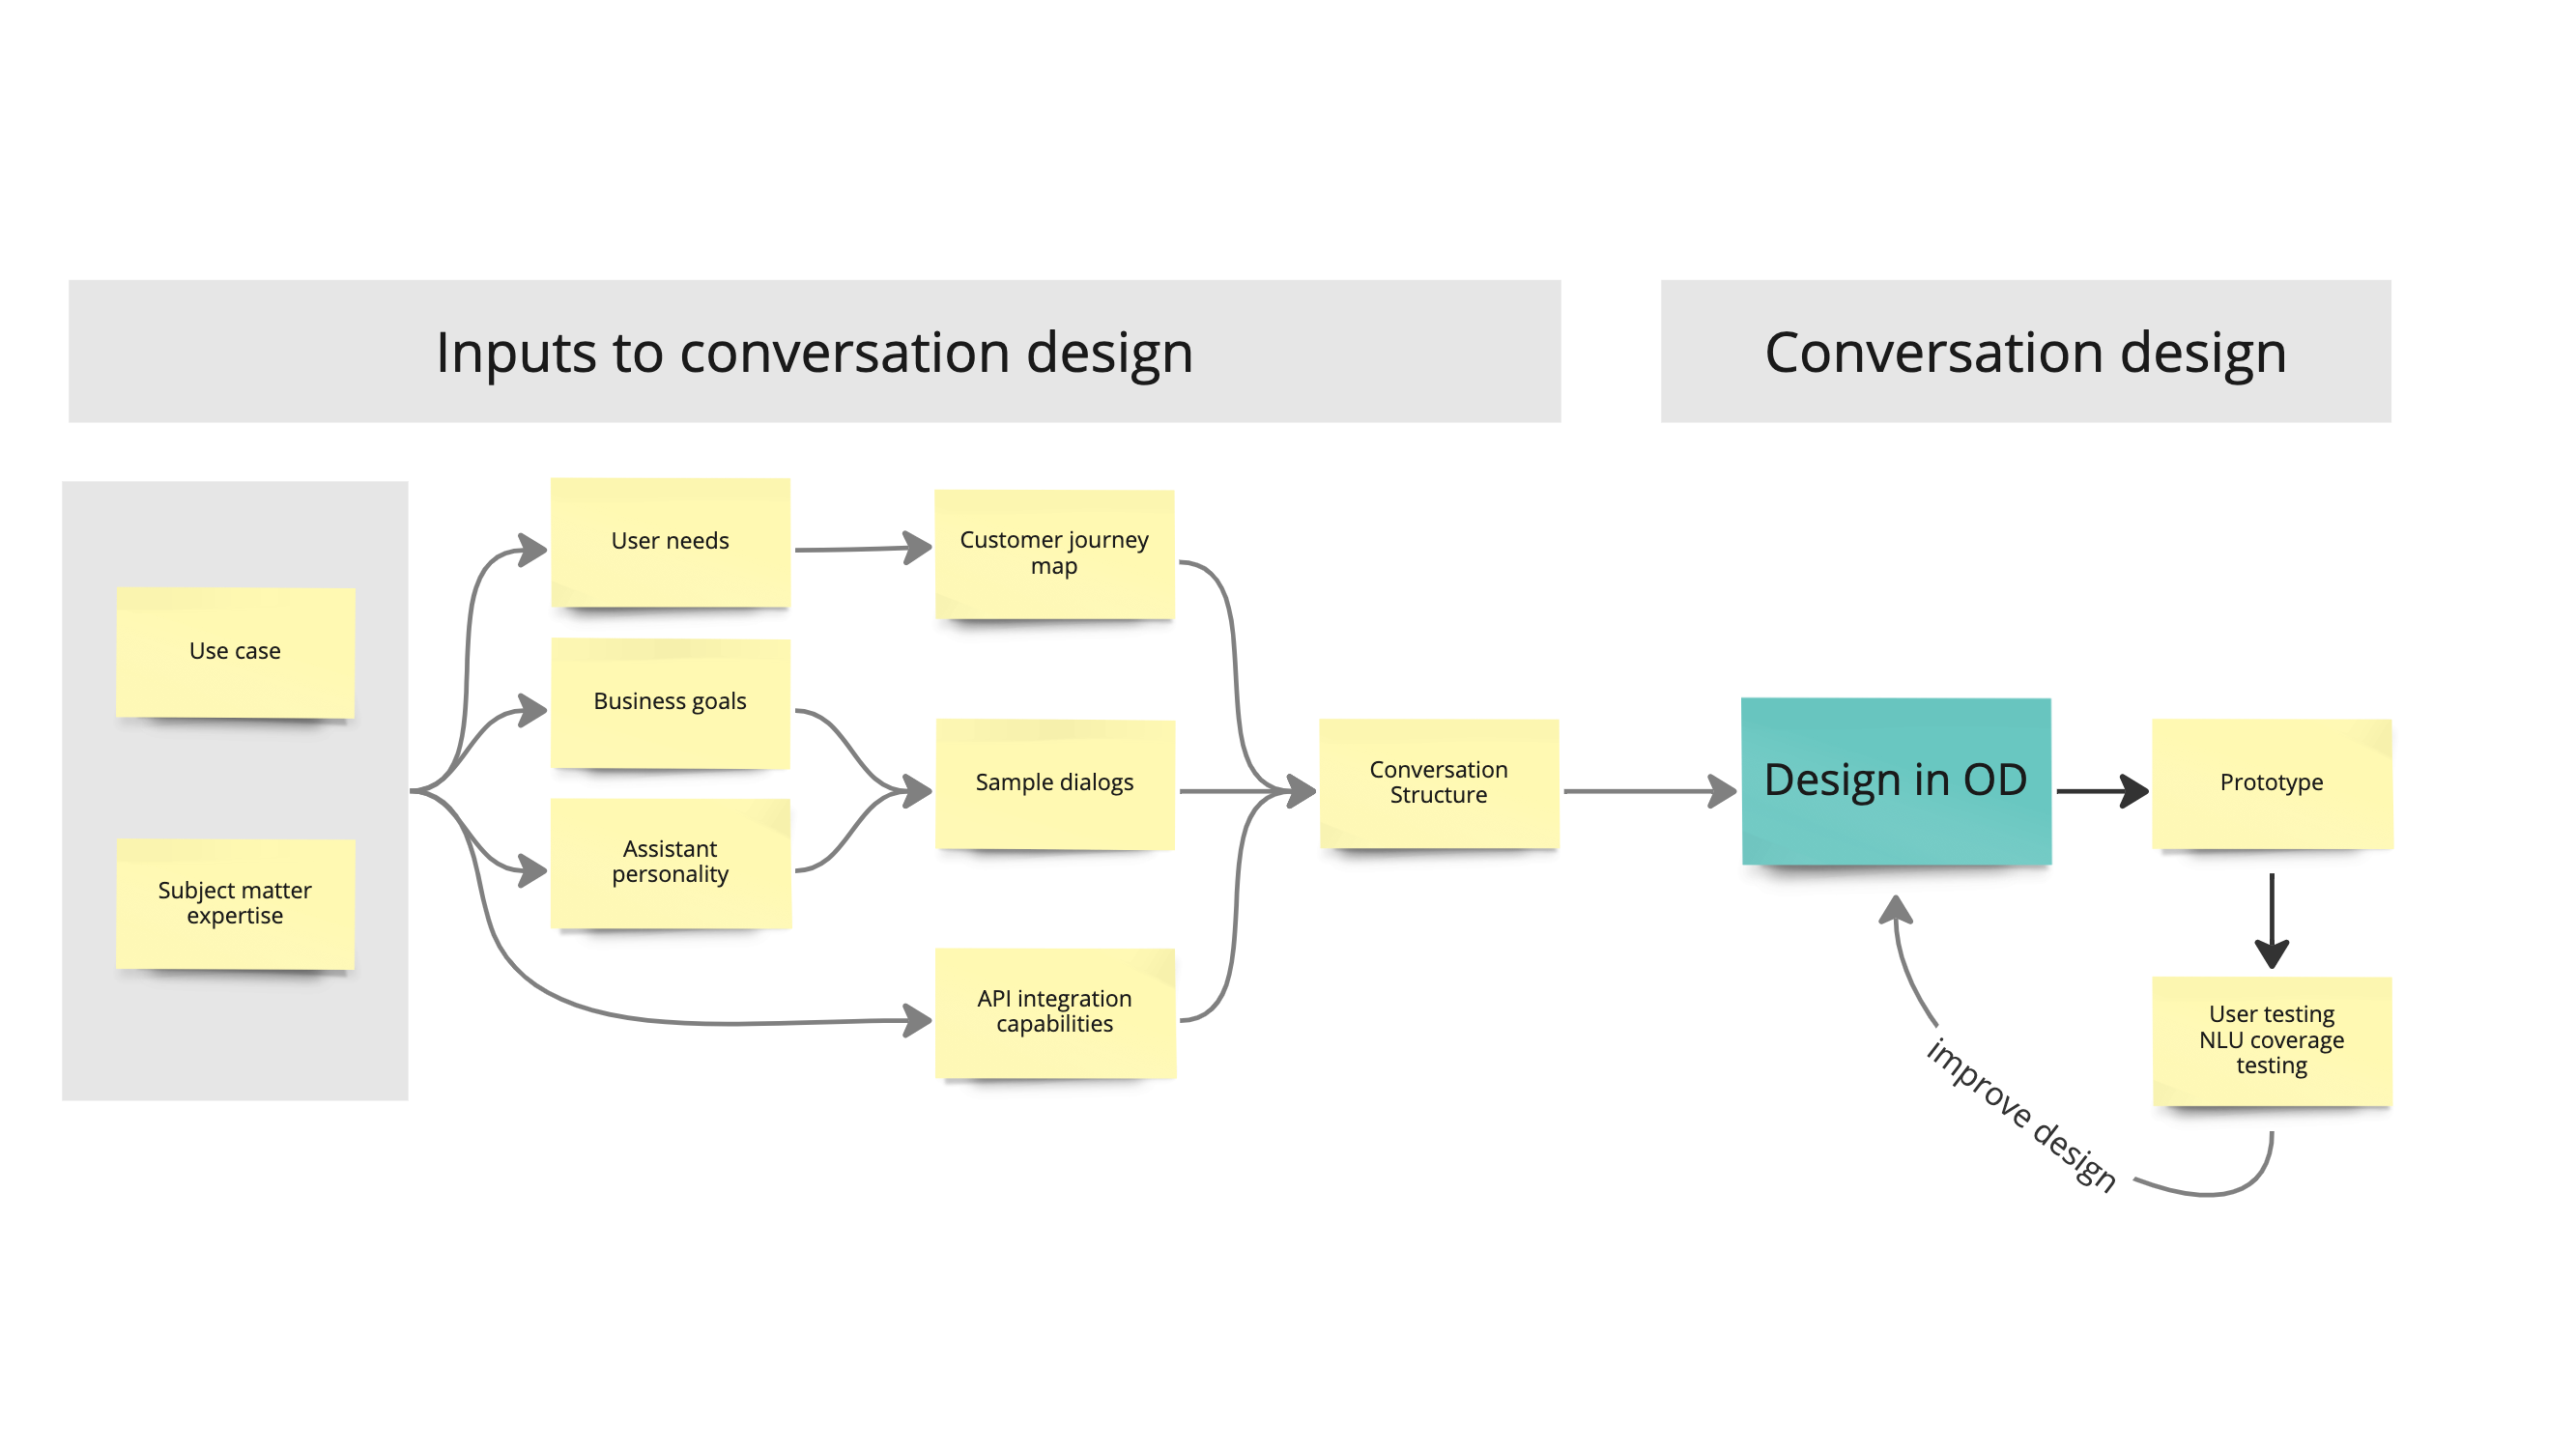 Inputs to conversation design
Conversation design
Use case
Subject matter
expertise
User needs
Business goals
Assistant
personality
Customer journey
map
Sample dialogs
API integration
capabilities
Conversation
Structure
Design in OD
Prototype
User testing
NLU coverage
testing
improve design